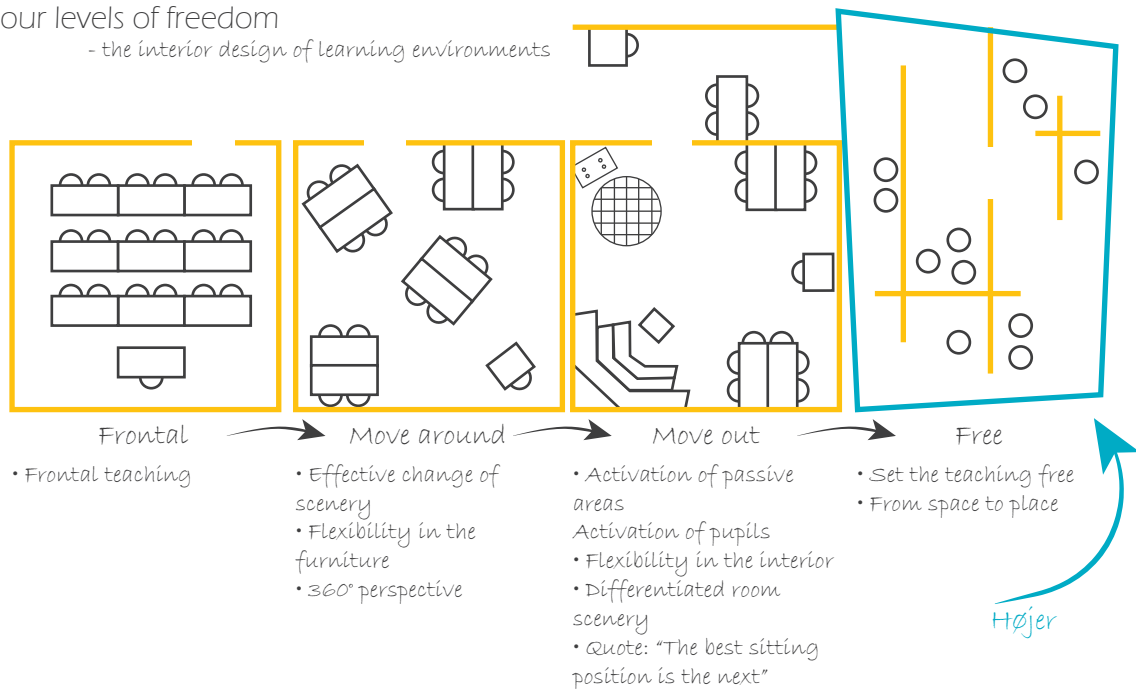 our levels of freedom
- the interior design of learning environments
Frontal
• Frontal teaching
Move around
• Effective change of
scenery
• Flexibility in the
furniture
• 360° perspective
Move out
• Activation of passive
areas
Activation of pupils
• Flexibility in the interior
• Differentiated room
scenery
• Quote: “The best sitting
position is the next”
Free
• Set the teaching free
• From space to place
Højer